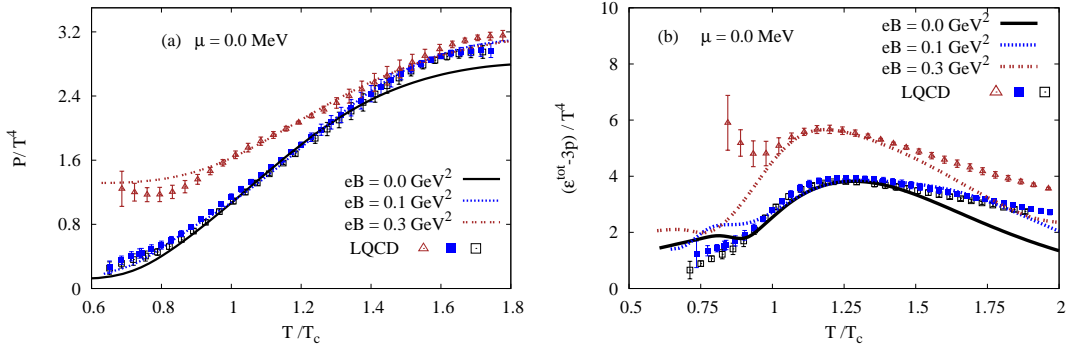 (a) μ = 0.0 MeV
P/T⁴
3.2
2.4
1.6
0.8
0
eB = 0.0 GeV²
eB = 0.1 GeV²
eB = 0.3 GeV²
LQCD
0.6 0.8 1 1.2 1.4 1.6 1.8
T/T_c
(b) μ = 0.0 MeV
(ε^tot-3p) / T⁴
10
8
6
4
2
0
eB = 0.0 GeV²
eB = 0.1 GeV²
eB = 0.3 GeV²
LQCD
0.5 0.75 1 1.25 1.5 1.75 2
T/T_c